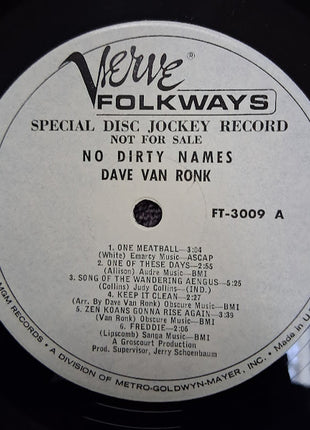 Verve
FOLKWAYS
SPECIAL DISC JOCKEY RECORD
NOT FOR SALE
NO DIRTY NAMES
DAVE VAN RONK
FT-3009 A
1. ONE MEATBALL—3:04
(White) Emarcy Music—ASCAP
2. ONE OF THESE DAYS—2:55
(Allison) Audre Music—BMI
3. SONG OF THE WANDERING AENGUS—5:25
(Collins) Judy Collins—(IND.)
4. KEEP IT CLEAN—2:27
(Arr. By Dave Van Ronk) Obscure Music—BMI
5. ZEN KOANS GONNA RISE AGAIN—3:39
(Van Ronk) Obscure Music—BMI
6. FREDDIE—2:06
(Lipscomb) Sanga Music—BMI
A Groscourt Production
Prod. Supervisor, Jerry Schoenbaum
MGM RECORDS • A DIVISION OF METRO-GOLDWYN-MAYER, INC. • Made in U